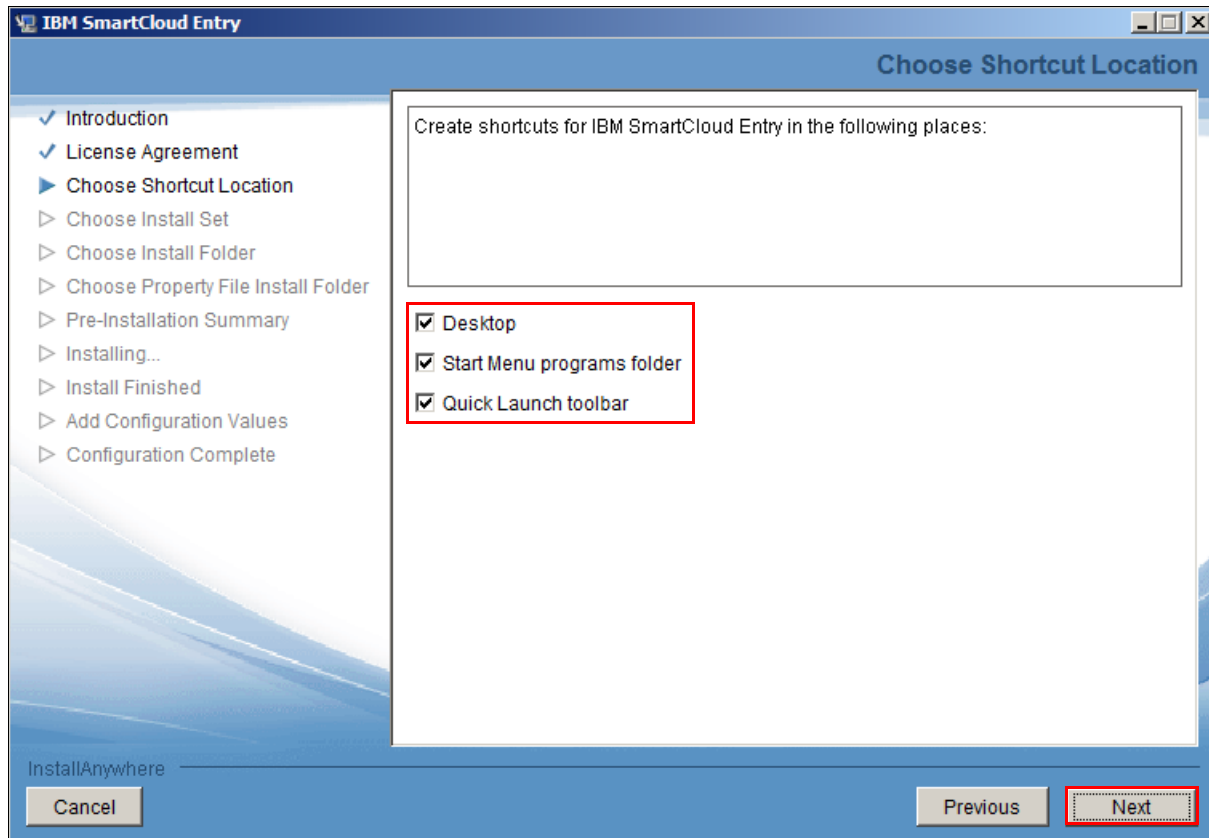 IBM SmartCloud Entry
Choose Shortcut Location
Introduction
License Agreement
Choose Shortcut Location
Choose Install Set
Choose Install Folder
Choose Property File Install Folder
Pre-Installation Summary
Installing...
Install Finished
Add Configuration Values
Configuration Complete
Create shortcuts for IBM SmartCloud Entry in the following places:
Desktop
Start Menu programs folder
Quick Launch toolbar
InstallAnywhere
Cancel
Previous
Next